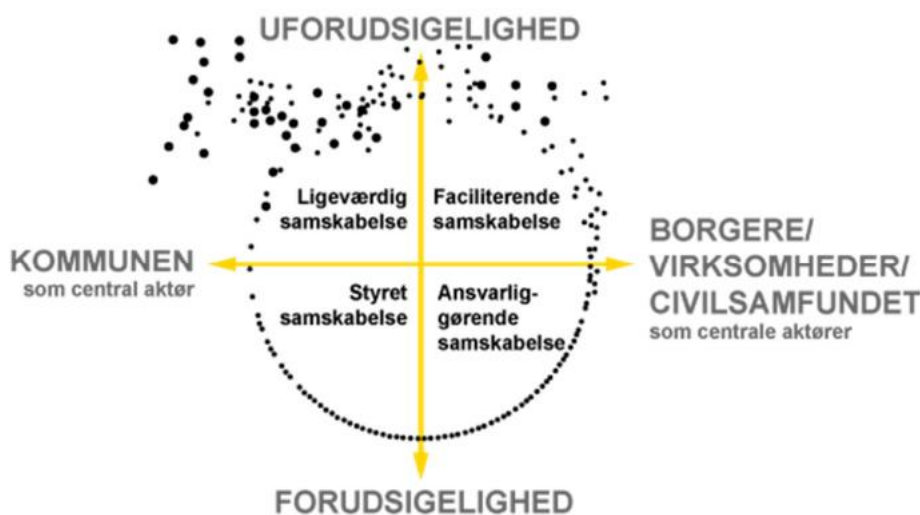 UFORUDSIGELIGHED
Ligeværdig
samskabelse
Faciliterende
samskabelse
KOMMUNEN
som central aktør
BORGERE/
VIRKSOMHEDER/
CIVILSAMFUNDET
som centrale aktører
Styret
samskabelse
Ansvarlig-
gørende
samskabelse
FORUDSIGELIGHED